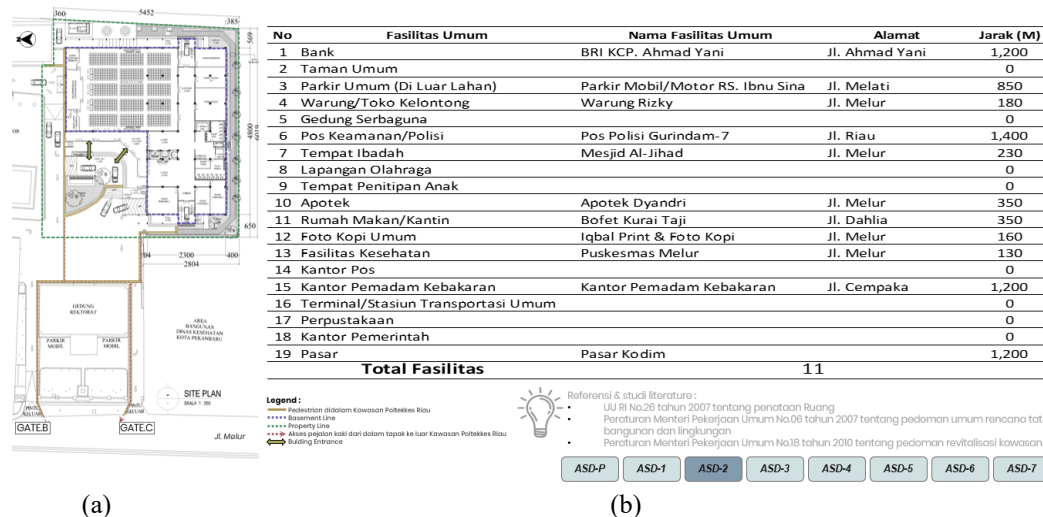 360
5452
385
569
4800
6019
650
04
2300
400
2804
GEDUNG
REKTORAT
PARKIR
MOBIL
PARKIR
MOBIL
AREA
BANGUNAN
DINAS KESEHATAN
KOTA PEKANBARU
SITE PLAN
PINTU
KELUAR
PINTU
KELUAR
GATE.B
GATE.C
Jl. Melur
No Fasilitas Umum Nama Fasilitas Umum Alamat Jarak (M)
1 Bank BRI KCP. Ahmad Yani Jl. Ahmad Yani 1,200
2 Taman Umum 0
3 Parkir Umum (Di Luar Lahan) Parkir Mobil/Motor RS. Ibnu Sina Jl. Melati 850
4 Warung/Toko Kelontong Warung Rizky Jl. Melur 180
5 Gedung Serbaguna 0
6 Pos Keamanan/Polisi Pos Polisi Gurindam-7 Jl. Riau 1,400
7 Tempat Ibadah Mesjid Al-Jihad Jl. Melur 230
8 Lapangan Olahraga 0
9 Tempat Penitipan Anak 0
10 Apotek Apotek Dyandri Jl. Melur 350
11 Rumah Makan/Kantin Bofet Kurai Taji Jl. Dahlia 350
12 Foto Kopi Umum Iqbal Print & Foto Kopi Jl. Melur 160
13 Fasilitas Kesehatan Puskesmas Melur Jl. Melur 130
14 Kantor Pos 0
15 Kantor Pemadam Kebakaran Kantor Pemadam Kebakaran Jl. Cempaka 1,200
16 Terminal/Stasiun Transportasi Umum 0
17 Perpustakaan 0
18 Kantor Pemerintah 0
19 Pasar Pasar Kodim 1,200
Total Fasilitas 11
Legend :
Pedestrian didalam Kawasan Poltekkes Riau
Basement Line
Property Line
Akses pejalan kaki dari dalam tapak ke luar Kawasan Poltekkes Riau
Bulding Entrance
Referensi & studi literature :
• UU RI No.26 tahun 2007 tentang penataan Ruang
• Peraturan Menteri Pekerjaan Umum No.06 tahun 2007 tentang pedoman umum rencana tata
bangunan dan lingkungan
• Peraturan Menteri Pekerjaan Umum No.18 tahun 2010 tentang pedoman revitalisasi kawasan.
ASD-P ASD-1 ASD-2 ASD-3 ASD-4 ASD-5 ASD-6 ASD-7
(a) (b)